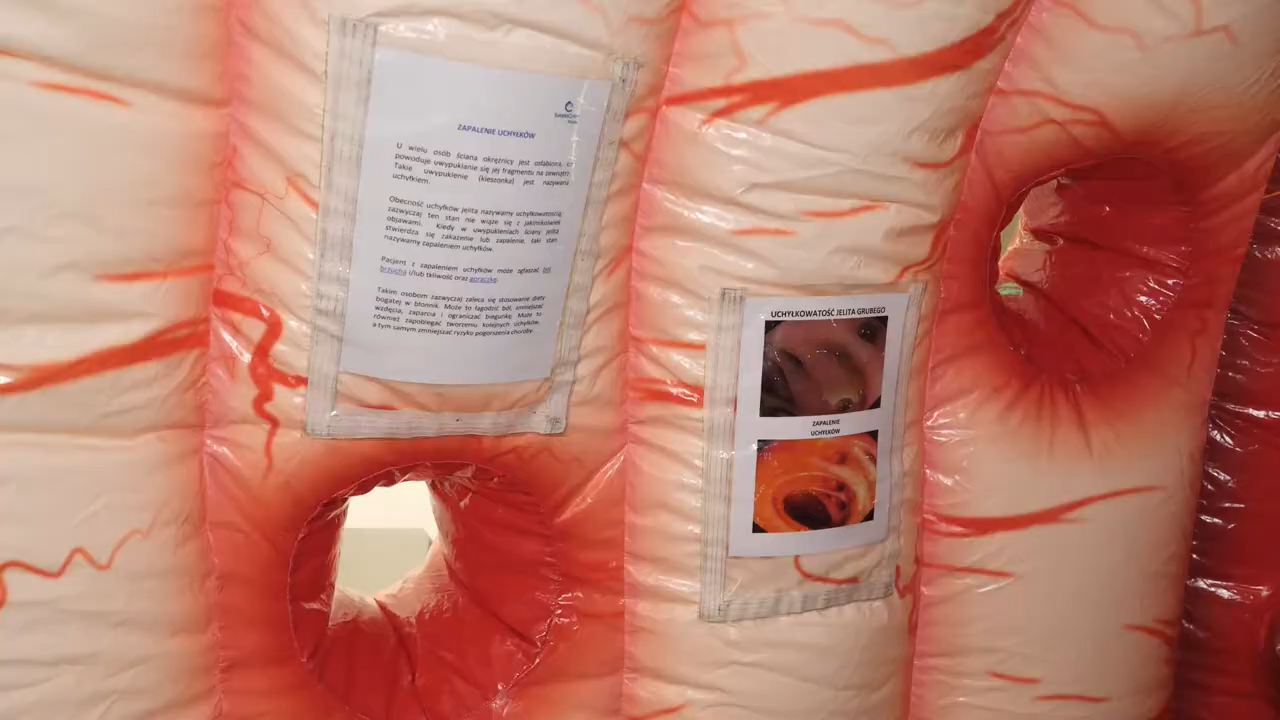 ZAPALENIE UCHYŁKÓW
U wielu osób ściana okrężnicy jest osłabiona, co
powoduje uwypuklanie się jej fragmentu na zewnątrz.
Takie uwypuklenie (kieszonka) jest nazywane
uchyłkiem.
Obecność uchyłków jelita nazywamy uchyłkowatością,
zazwyczaj ten stan nie wiąże się z jakimikolwiek
objawami. Kiedy w uwypukleniach ściany jelita
stwierdza się zakażenie lub zapalenie, taki stan
nazywamy zapaleniem uchyłków.
Pacjent z zapaleniem uchyłków może zgłaszać ból
brzucha i/lub tkliwość oraz gorączkę.
Takim osobom zazwyczaj zaleca się stosowanie diety
bogatej w błonnik. Może to łagodzić ból, zmniejszać
wzdęcia, zaparcia i ograniczać biegunkę. Może to
również zapobiegać tworzeniu kolejnych uchyłków,
a tym samym zmniejszać ryzyko pogorszenia choroby.
UCHYŁKOWATOŚĆ JELITA GRUBEGO
ZAPALENIE
UCHYŁKÓW